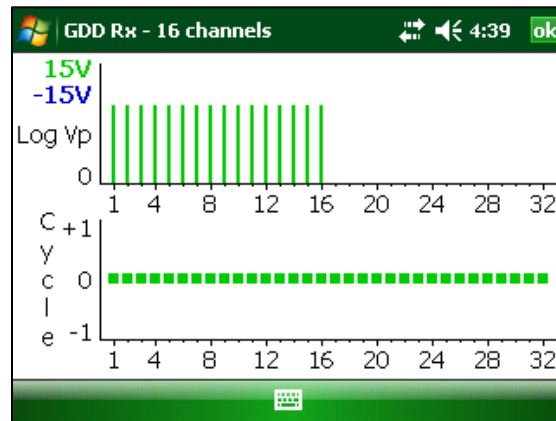 GDD Rx - 16 channels 4:39 ok
15V
-15V
Log Vp
0
1 4 8 12 16 20 24 28 32
Cycle
+1
0
-1
1 4 8 12 16 20 24 28 32